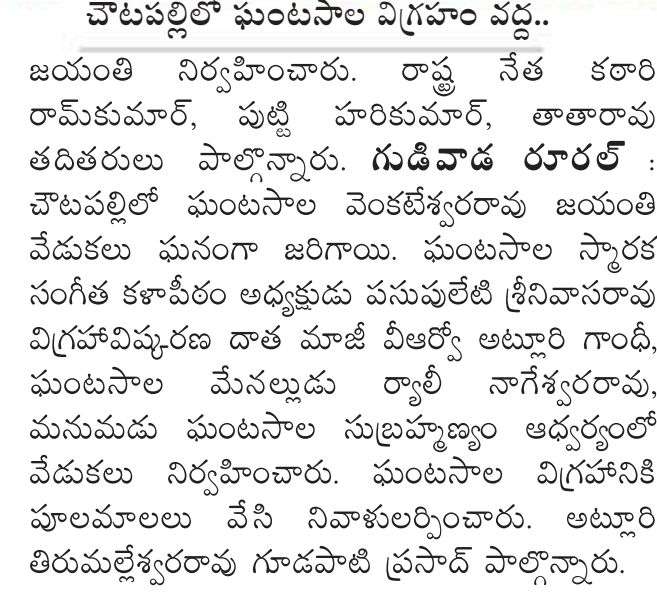 చౌటపల్లిలో ఘంటసాల విగ్రహం వద్ద..
జయంతి నిర్వహించారు. రాష్ట్ర నేత కఠారి
రామ్‌కుమార్, పుట్టి హరికుమార్, తాతారావు
తదితరులు పాల్గొన్నారు. గుడివాడ రూరల్ :
చౌటపల్లిలో ఘంటసాల వెంకటేశ్వరరావు జయంతి
వేడుకలు ఘనంగా జరిగాయి. ఘంటసాల స్మారక
సంగీత కళాపీఠం అధ్యక్షుడు పసుపులేటి శ్రీనివాసరావు
విగ్రహావిష్కరణ దాత మాజీ వీఆర్వో అట్లూరి గాంధీ,
ఘంటసాల మేనల్లుడు ర్యాలీ నాగేశ్వరరావు,
మనుమడు ఘంటసాల సుబ్రహ్మణ్యం ఆధ్వర్యంలో
వేడుకలు నిర్వహించారు. ఘంటసాల విగ్రహానికి
పూలమాలలు వేసి నివాళులర్పించారు. అట్లూరి
తిరుమల్లేశ్వరరావు గూడపాటి ప్రసాద్ పాల్గొన్నారు.